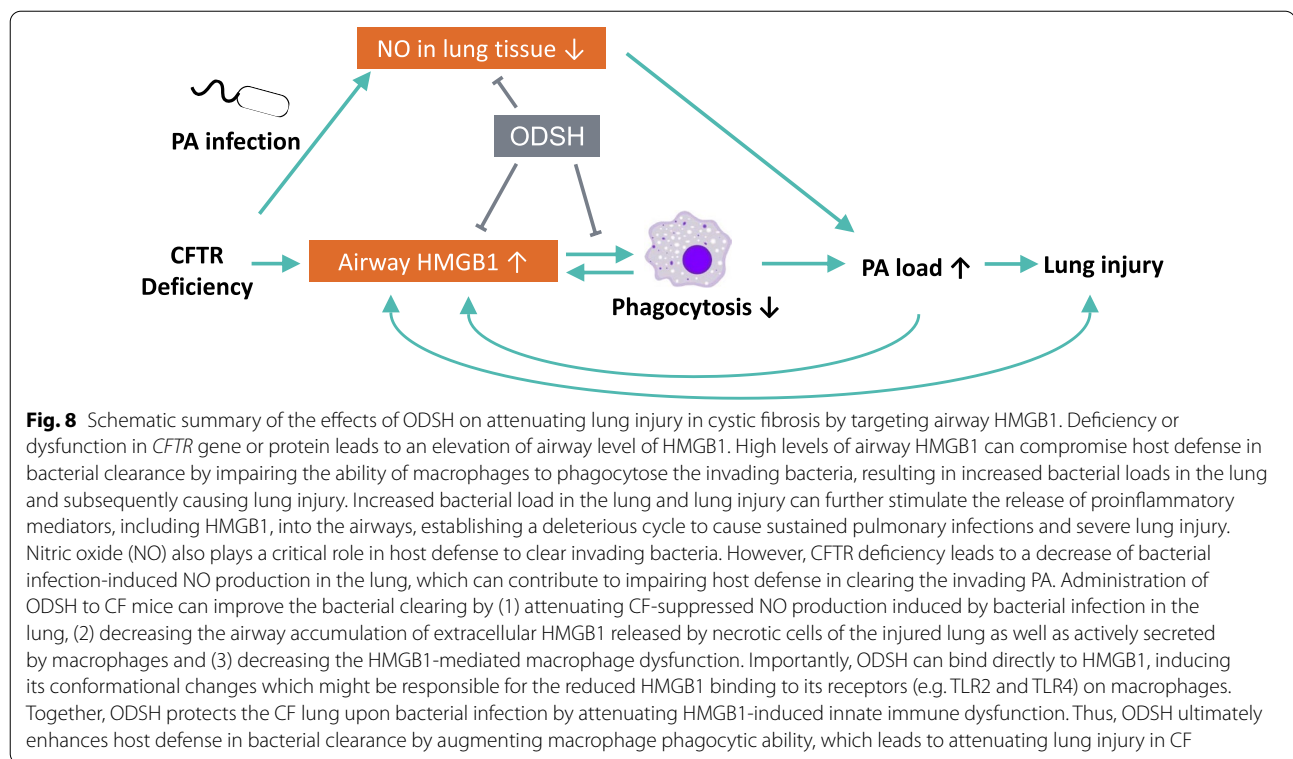 NO in lung tissue ↓
PA infection
ODSH
CFTR
Deficiency
Airway HMGB1 ↑
Phagocytosis ↓
PA load ↑
Lung injury
Fig. 8 Schematic summary of the effects of ODSH on attenuating lung injury in cystic fibrosis by targeting airway HMGB1. Deficiency or
dysfunction in CFTR gene or protein leads to an elevation of airway level of HMGB1. High levels of airway HMGB1 can compromise host defense in
bacterial clearance by impairing the ability of macrophages to phagocytose the invading bacteria, resulting in increased bacterial loads in the lung
and subsequently causing lung injury. Increased bacterial load in the lung and lung injury can further stimulate the release of proinflammatory
mediators, including HMGB1, into the airways, establishing a deleterious cycle to cause sustained pulmonary infections and severe lung injury.
Nitric oxide (NO) also plays a critical role in host defense to clear invading bacteria. However, CFTR deficiency leads to a decrease of bacterial
infection-induced NO production in the lung, which can contribute to impairing host defense in clearing the invading PA. Administration of
ODSH to CF mice can improve the bacterial clearing by (1) attenuating CF-suppressed NO production induced by bacterial infection in the
lung, (2) decreasing the airway accumulation of extracellular HMGB1 released by necrotic cells of the injured lung as well as actively secreted
by macrophages and (3) decreasing the HMGB1-mediated macrophage dysfunction. Importantly, ODSH can bind directly to HMGB1, inducing
its conformational changes which might be responsible for the reduced HMGB1 binding to its receptors (e.g. TLR2 and TLR4) on macrophages.
Together, ODSH protects the CF lung upon bacterial infection by attenuating HMGB1-induced innate immune dysfunction. Thus, ODSH ultimately
enhances host defense in bacterial clearance by augmenting macrophage phagocytic ability, which leads to attenuating lung injury in CF